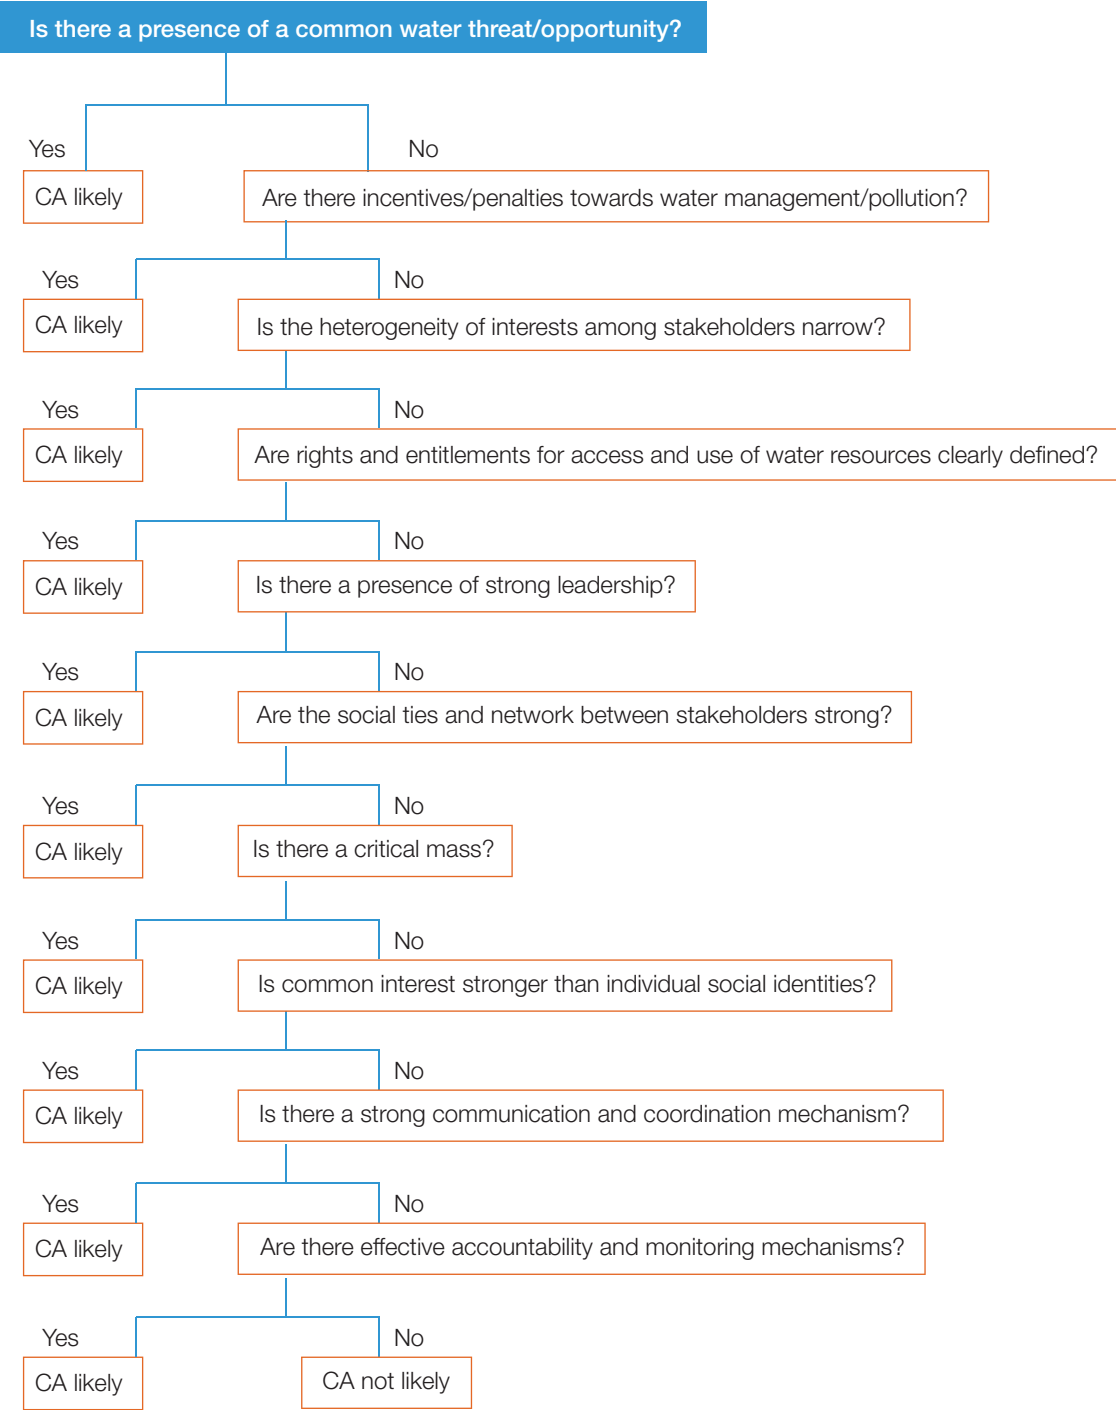 Is there a presence of a common water threat/opportunity?
Yes
No
CA likely
Are there incentives/penalties towards water management/pollution?
Yes
No
CA likely
Is the heterogeneity of interests among stakeholders narrow?
Yes
No
CA likely
Are rights and entitlements for access and use of water resources clearly defined?
Yes
No
CA likely
Is there a presence of strong leadership?
Yes
No
CA likely
Are the social ties and network between stakeholders strong?
Yes
No
CA likely
Is there a critical mass?
Yes
No
CA likely
Is common interest stronger than individual social identities?
Yes
No
CA likely
Is there a strong communication and coordination mechanism?
Yes
No
CA likely
Are there effective accountability and monitoring mechanisms?
Yes
No
CA likely
CA not likely